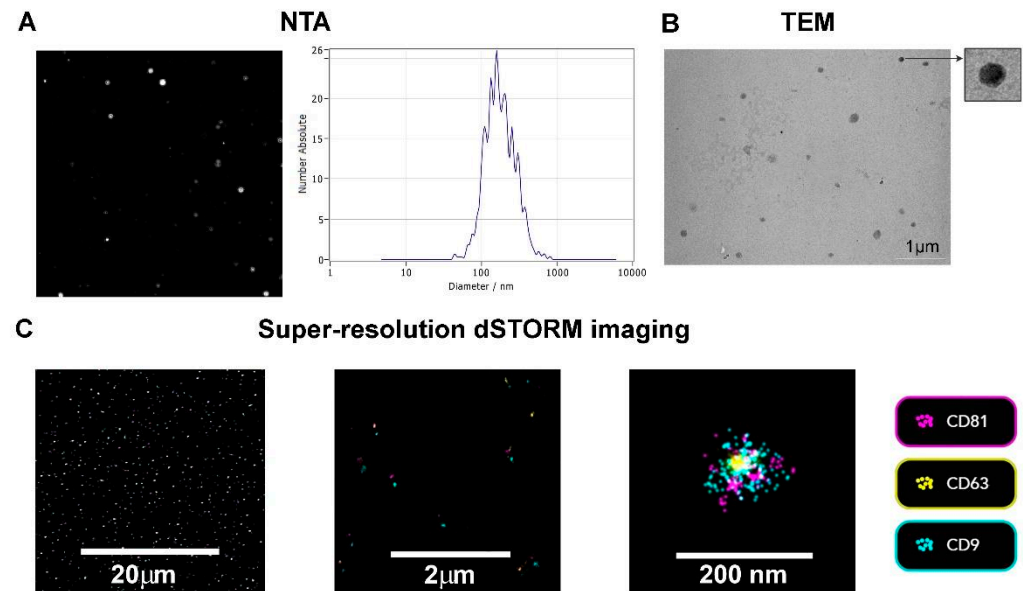 A
NTA
B
TEM
26
20
15
10
5
0
Number Absolute
1
10
100
1000
10000
Diameter / nm
1μm
C
Super-resolution dSTORM imaging
20μm
2μm
200 nm
CD81
CD63
CD9